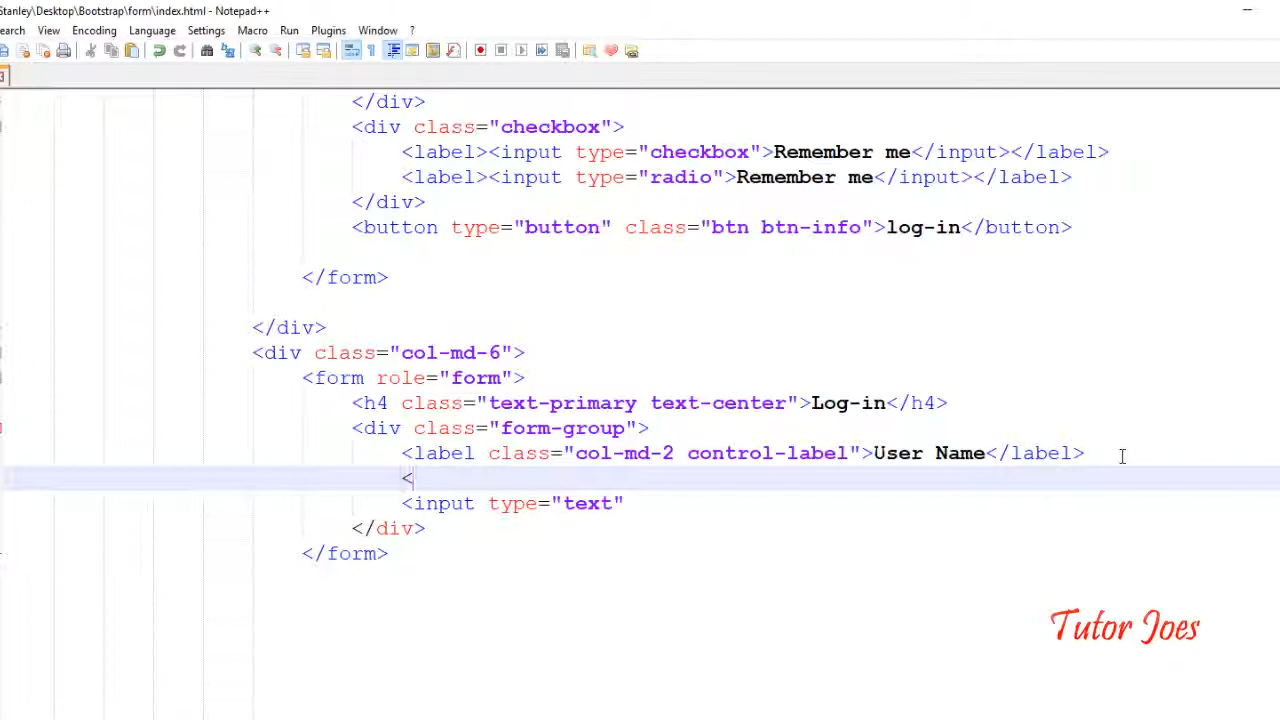 Stanley\Desktop\Bootstrap\form\index.html - Notepad++
earch View Encoding Language Settings Macro Run Plugins Window ?
</div>
<div class="checkbox">
<label><input type="checkbox">Remember me</input></label>
<label><input type="radio">Remember me</input></label>
</div>
<button type="button" class="btn btn-info">log-in</button>
</form>
</div>
<div class="col-md-6">
<form role="form">
<h4 class="text-primary text-center">Log-in</h4>
<div class="form-group">
<label class="col-md-2 control-label">User Name</label>
<
<input type="text"
</div>
</form>
Tutor Joes